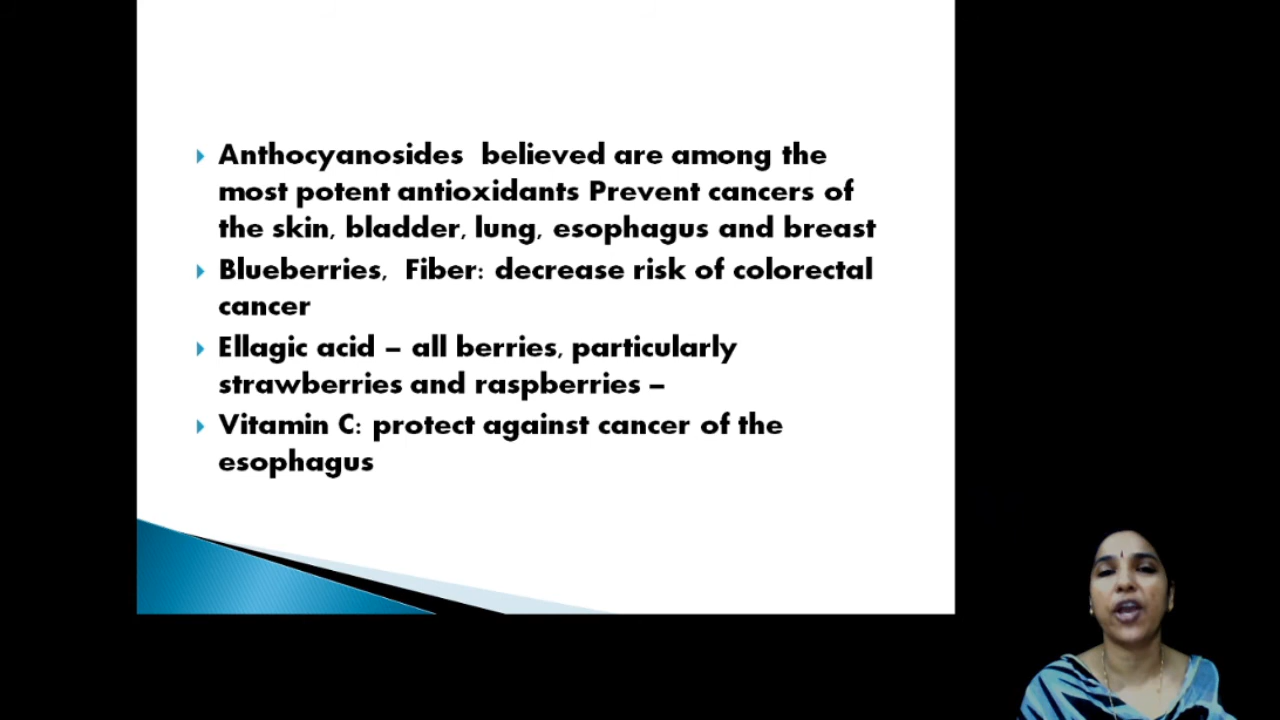 Anthocyanosides believed are among the
most potent antioxidants Prevent cancers of
the skin, bladder, lung, esophagus and breast
Blueberries, Fiber: decrease risk of colorectal
cancer
Ellagic acid – all berries, particularly
strawberries and raspberries –
Vitamin C: protect against cancer of the
esophagus